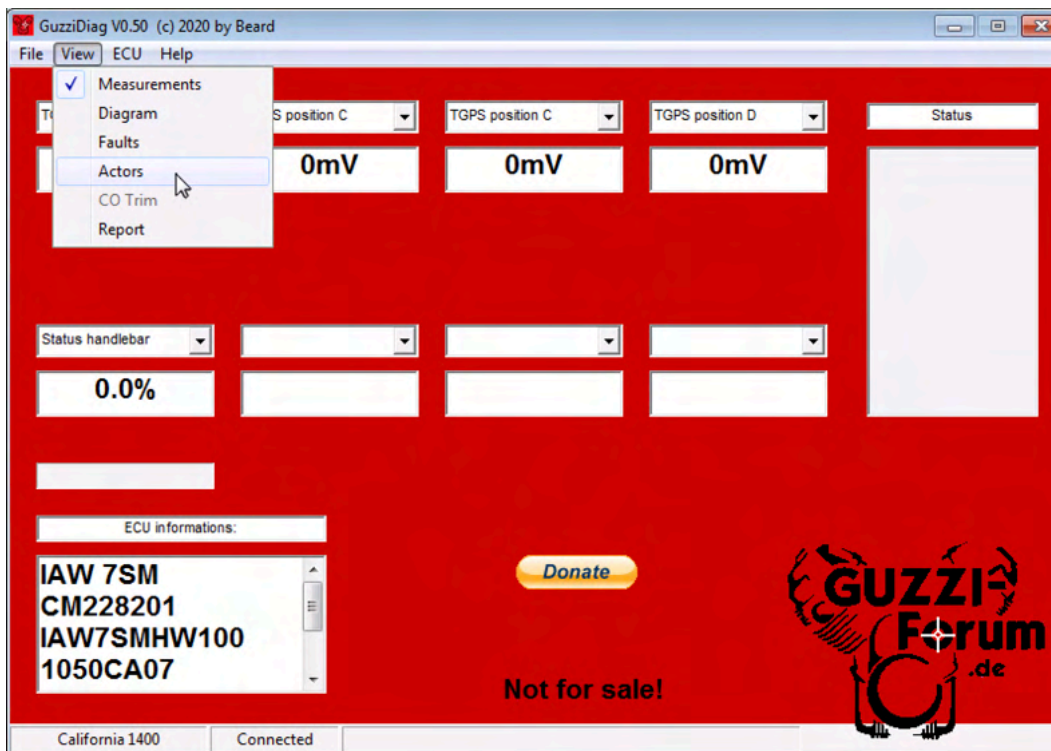 GuzziDiag V0.50 (c) 2020 by Beard
File View ECU Help
Measurements
Diagram
Faults
Actors
CO Trim
Report
S position C
TGPS position C
TGPS position D
Status
0mV
0mV
0mV
Status handlebar
0.0%
ECU informations:
IAW 7SM
CM228201
IAW7SMHW100
1050CA07
Donate
Not for sale!
GUZZI
Forum
.de
California 1400
Connected